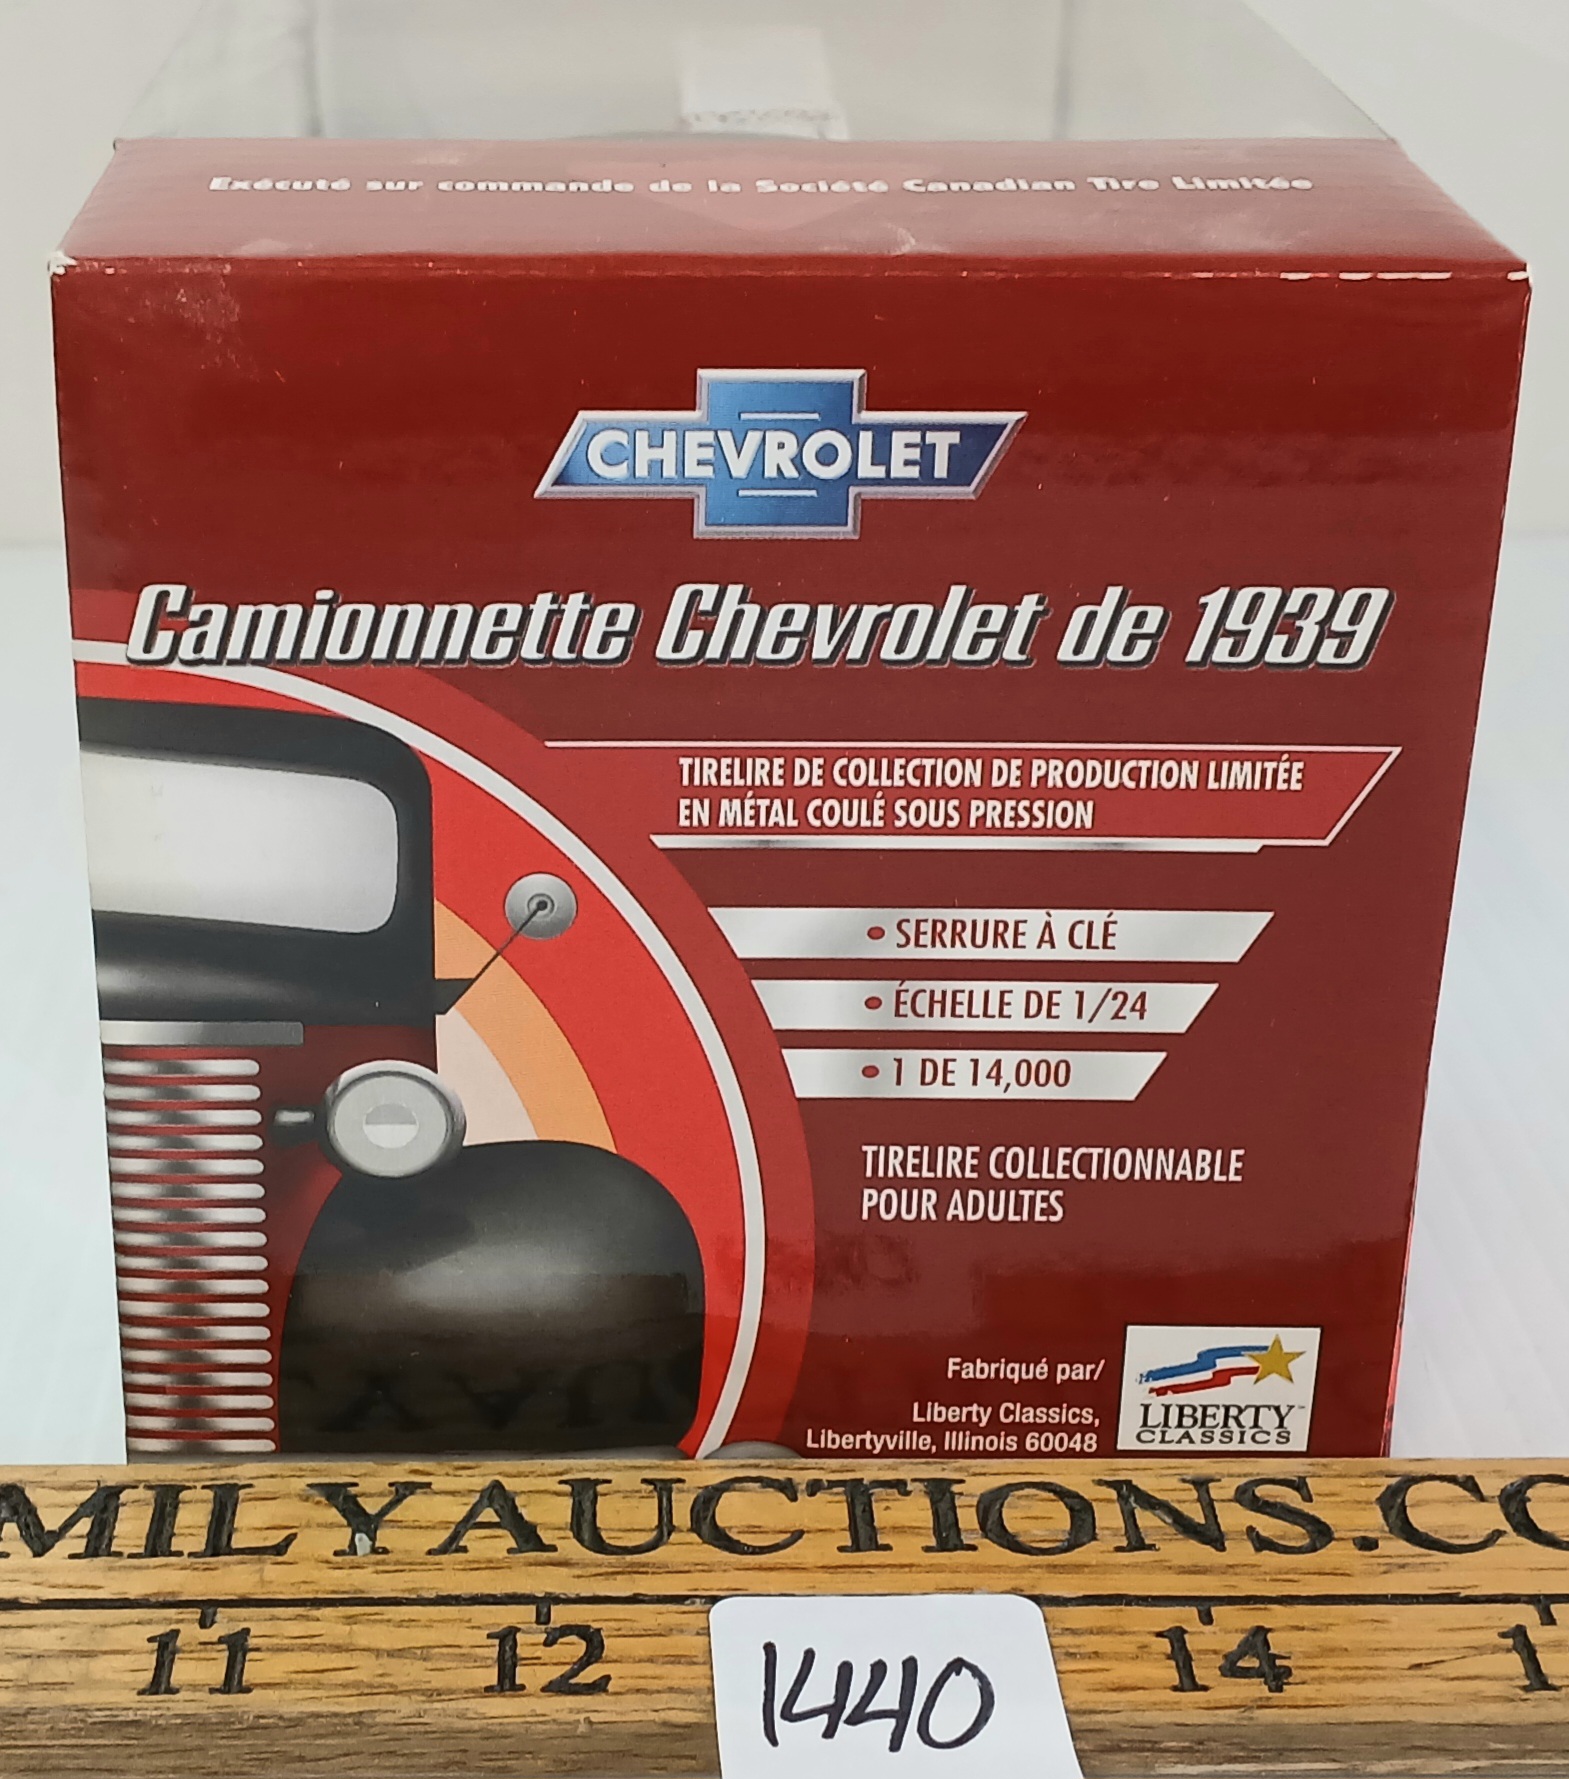 Exécuté sur commande de la Société Canadian Tire Limitée
CHEVROLET
Camionnette Chevrolet de 1939
TIRELIRE DE COLLECTION DE PRODUCTION LIMITÉE
EN MÉTAL COULÉ SOUS PRESSION
• SERRURE À CLÉ
• ÉCHELLE DE 1/24
• 1 DE 14,000
TIRELIRE COLLECTIONNABLE
POUR ADULTES
Fabriqué par/
Liberty Classics,
Libertyville, Illinois 60048
LIBERTY™
CLASSICS
MILYAUCTIONS.CO
11 12 14 1
1440